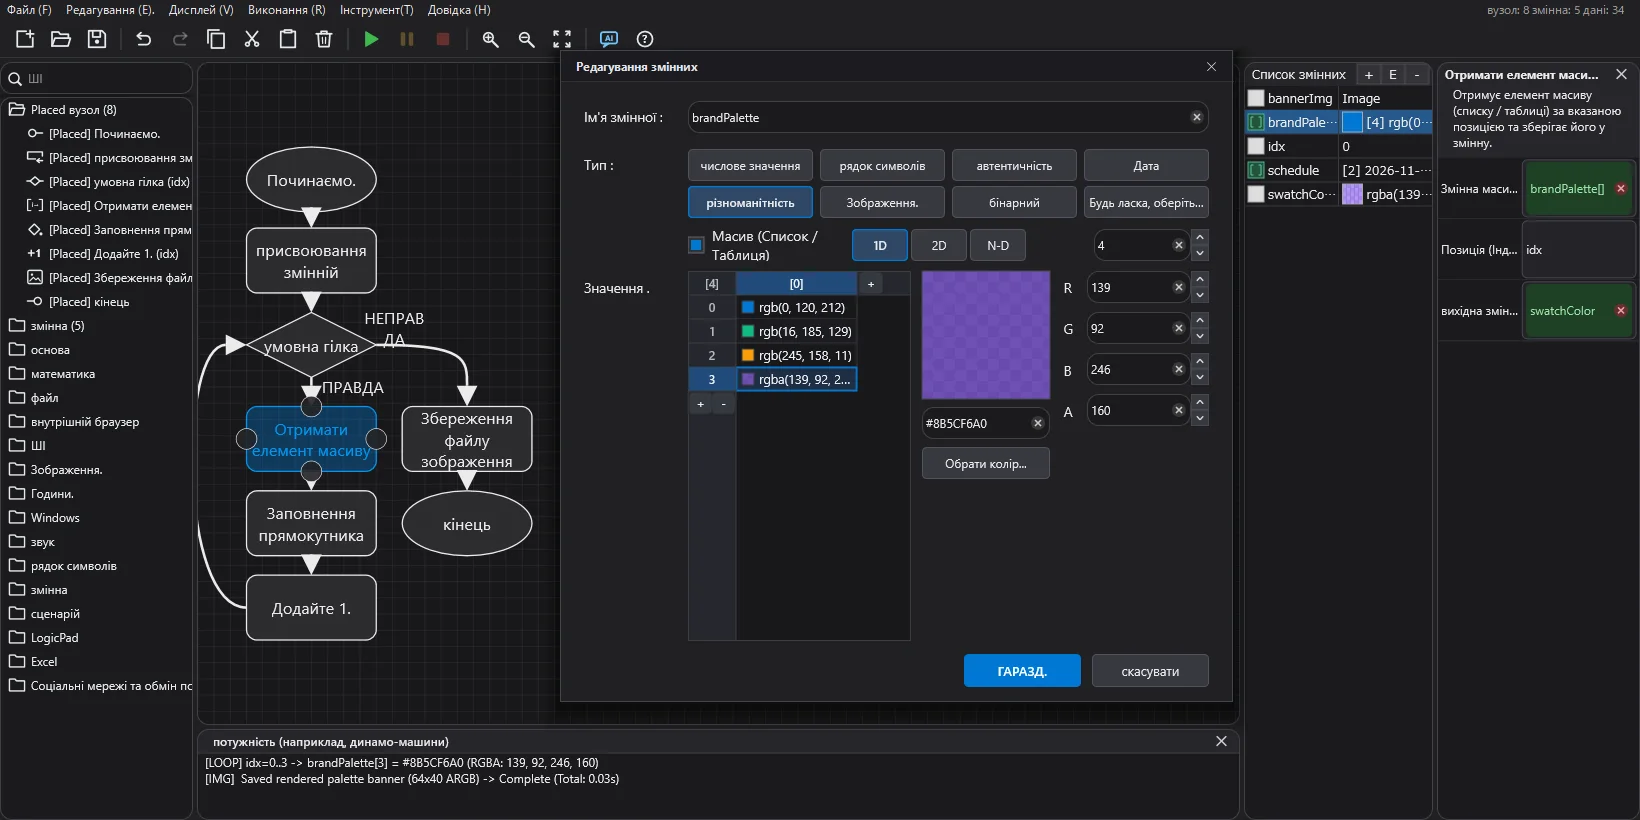 Файл (F) Редагування (E). Дисплей (V) Виконання (R) Інструмент(T) Довідка (H)
вузол: 8 змінна: 5 дані: 34
AI
ШІ
Placed вузол (8)
[Placed] Починаємо.
[Placed] присвоювання зм
[Placed] умовна гілка (idx)
[Placed] Отримати елемен
[Placed] Заповнення прям
+1 [Placed] Додайте 1. (idx)
[Placed] Збереження файл
[Placed] кінець
змінна (5)
основа
математика
файл
внутрішній браузер
ШІ
Зображення.
Години.
Windows
звук
рядок символів
змінна
сценарій
LogicPad
Excel
Соціальні мережі та обмін пс
Починаємо.
присвоювання
змінній
умовна гілка
НЕПРАВ
ДА
ПРАВДА
Отримати
елемент масиву
Збереження
файлу
зображення
Заповнення
прямокутника
кінець
Додайте 1.
Редагування змінних
Ім'я змінної :
brandPalette
Тип :
числове значення
рядок символів
автентичність
Дата
різноманітність
Зображення.
бінарний
Будь ласка, оберіть...
Масив (Список /
Таблиця)
1D
2D
N-D
4
Значення .
[4] [0] +
0 rgb(0, 120, 212)
1 rgb(16, 185, 129)
2 rgb(245, 158, 11)
3 rgba(139, 92, 2...
+ -
R 139
G 92
B 246
A 160
#8B5CF6A0
Обрати колір...
ГАРАЗД.
скасувати
Список змінних + E -
bannerImg Image
brandPale··· [4] rgb(0···
idx 0
schedule [2] 2026-11-···
swatchCo··· rgba(139···
Отримати елемент маси...
Отримує елемент масиву
(списку / таблиці) за вказаною
позицією та зберігає його у
змінну.
Змінна маси... brandPalette[]
Позиція (Інд... idx
вихідна змін... swatchColor
потужність (наприклад, динамо-машини)
[LOOP] idx=0..3 -> brandPalette[3] = #8B5CF6A0 (RGBA: 139, 92, 246, 160)
[IMG] Saved rendered palette banner (64x40 ARGB) -> Complete (Total: 0.03s)